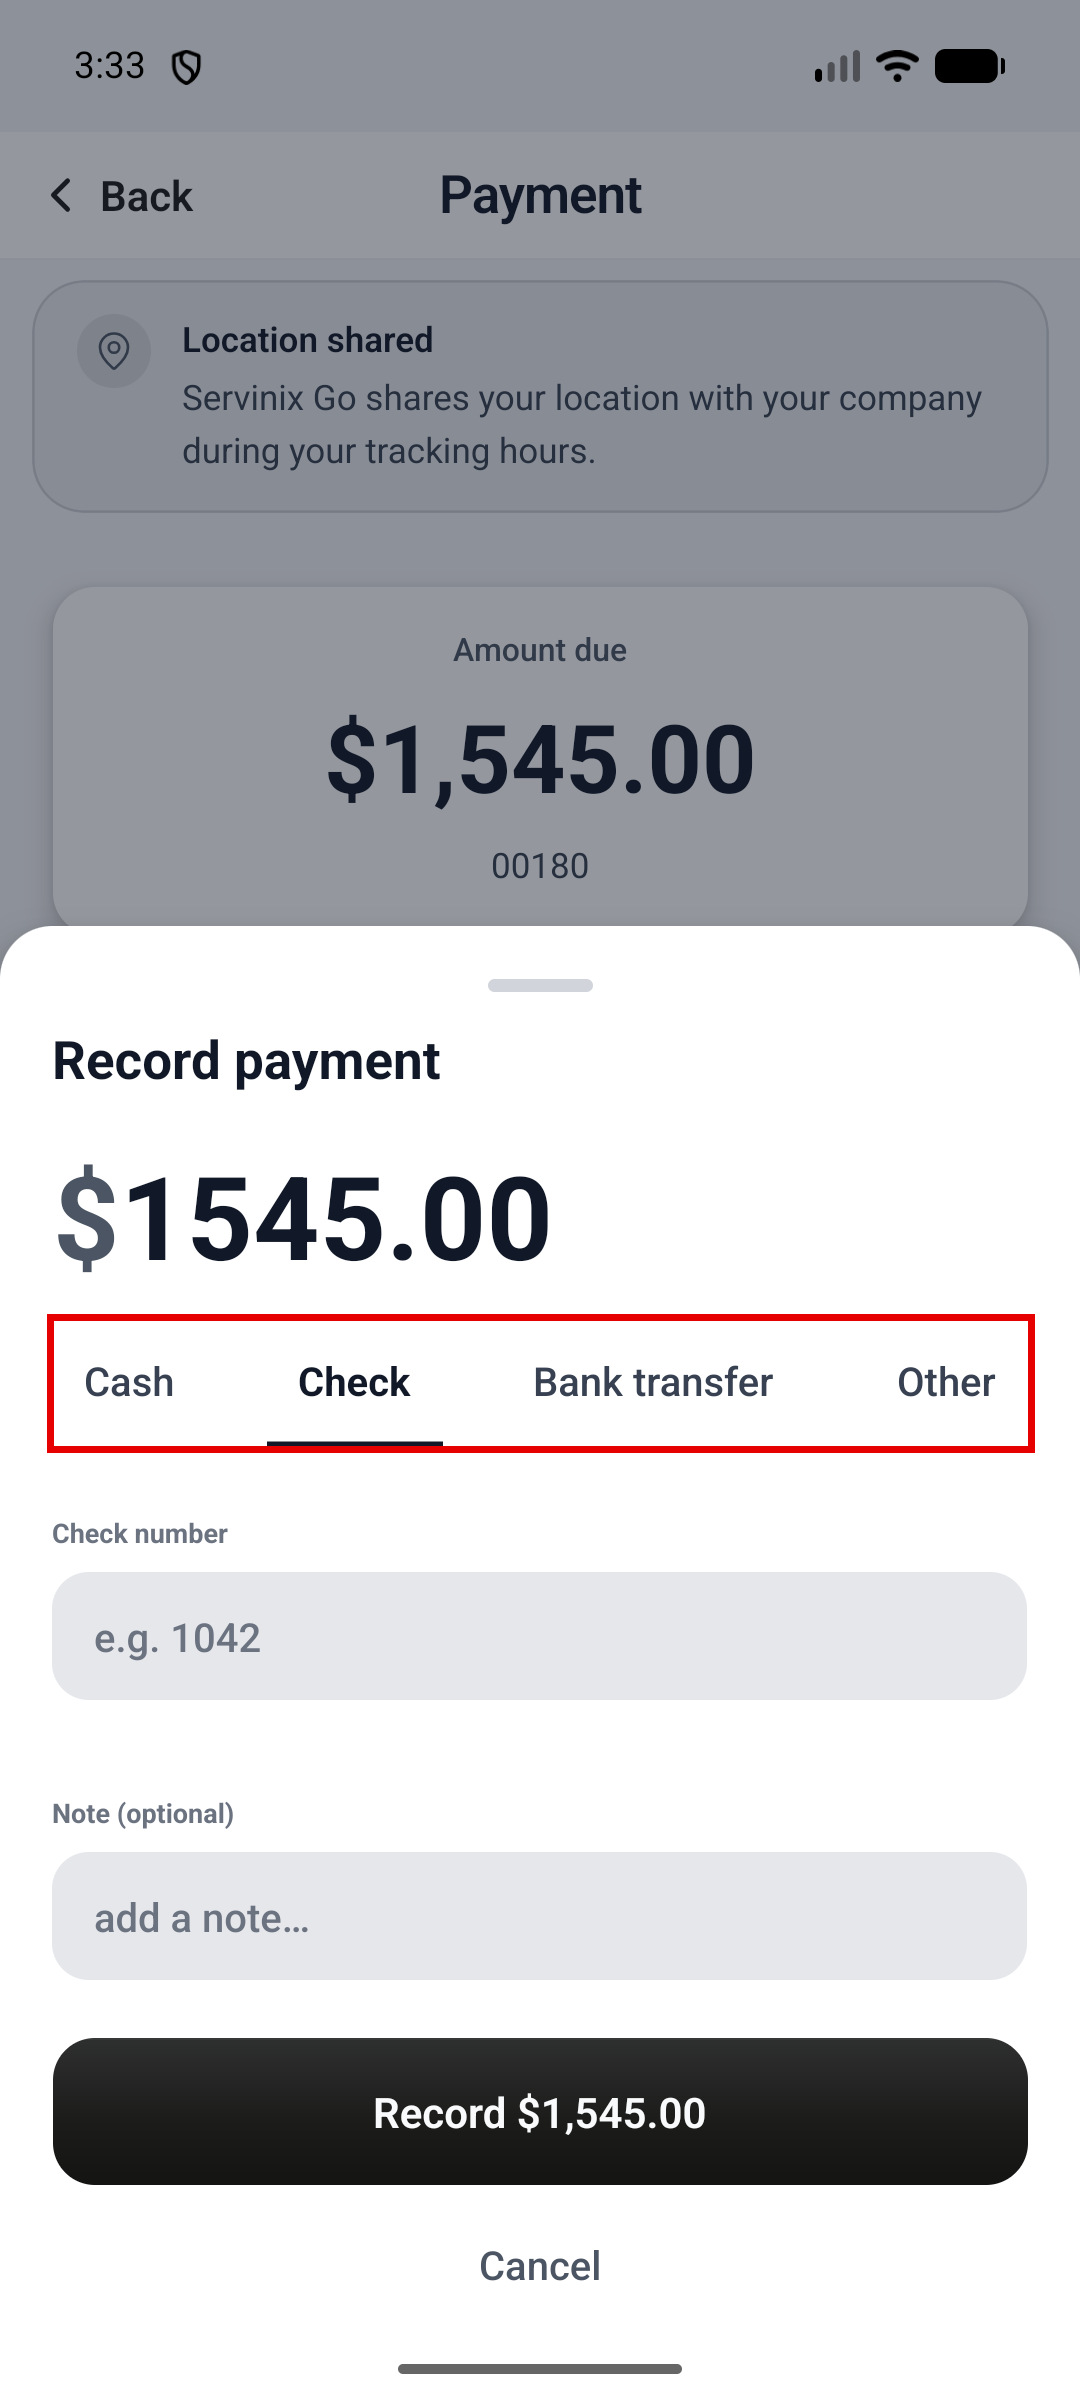 3:33
Back
Payment
Location shared
Servinix Go shares your location with your company
during your tracking hours.
Amount due
$1,545.00
00180
Record payment
$1545.00
Cash Check Bank transfer Other
Check number
e.g. 1042
Note (optional)
add a note...
Record $1,545.00
Cancel